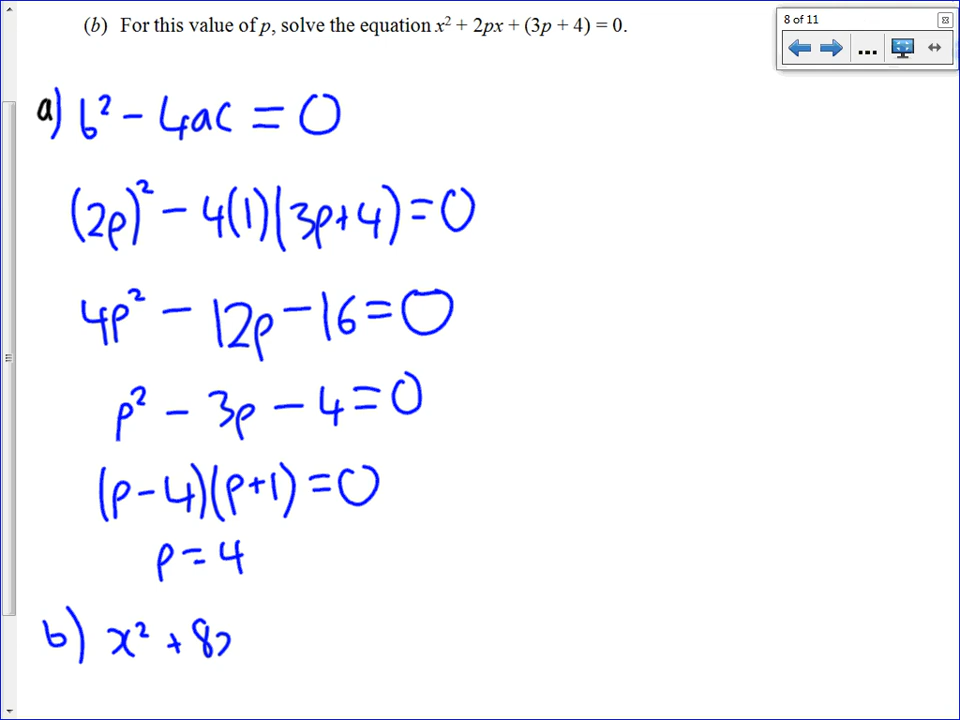 (b) For this value of p, solve the equation x² + 2px + (3p + 4) = 0.
8 of 11
a) b² - 4ac = 0
(2p)² - 4(1)(3p+4) = 0
4p² - 12p - 16 = 0
p² - 3p - 4 = 0
(p-4)(p+1) = 0
p = 4
b) x² + 8